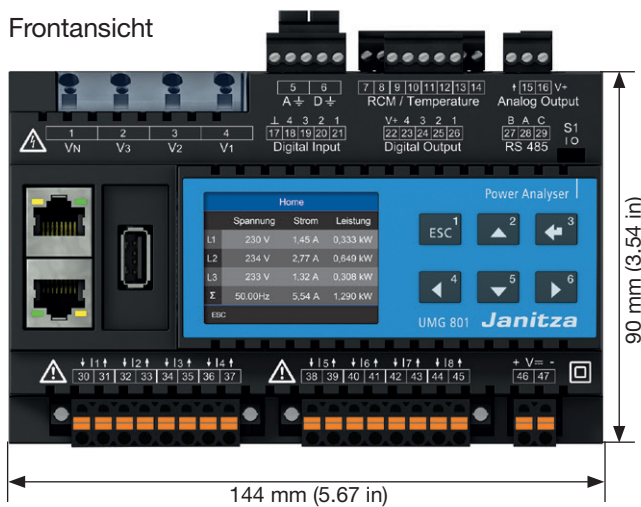 Frontansicht
5 6
A ⏚ D ⏚
7 8 9 10 11 12 13 14
RCM / Temperature
↑ 15 16 V+
Analog Output
1 2 3 4
VN V3 V2 V1
⊥ 4 3 2 1
17 18 19 20 21
Digital Input
V+ 4 3 2 1
22 23 24 25 26
Digital Output
B A C
27 28 29
RS 485
S1
I O
Power Analyser
Home
Spannung Strom Leistung
L1 230 V 1,45 A 0,333 kW
L2 234 V 2,77 A 0,649 kW
L3 233 V 1,32 A 0,308 kW
Σ 50.00Hz 5,54 A 1,290 kW
ESC
ESC 1
2
3
4
5
6
UMG 801 Janitza
↓ I1 ↑ ↓ I2 ↑ ↓ I3 ↑ ↓ I4 ↑
30 31 32 33 34 35 36 37
↓ I5 ↑ ↓ I6 ↑ ↓ I7 ↑ ↓ I8 ↑
38 39 40 41 42 43 44 45
+ V⎓ -
46 47
90 mm (3.54 in)
144 mm (5.67 in)